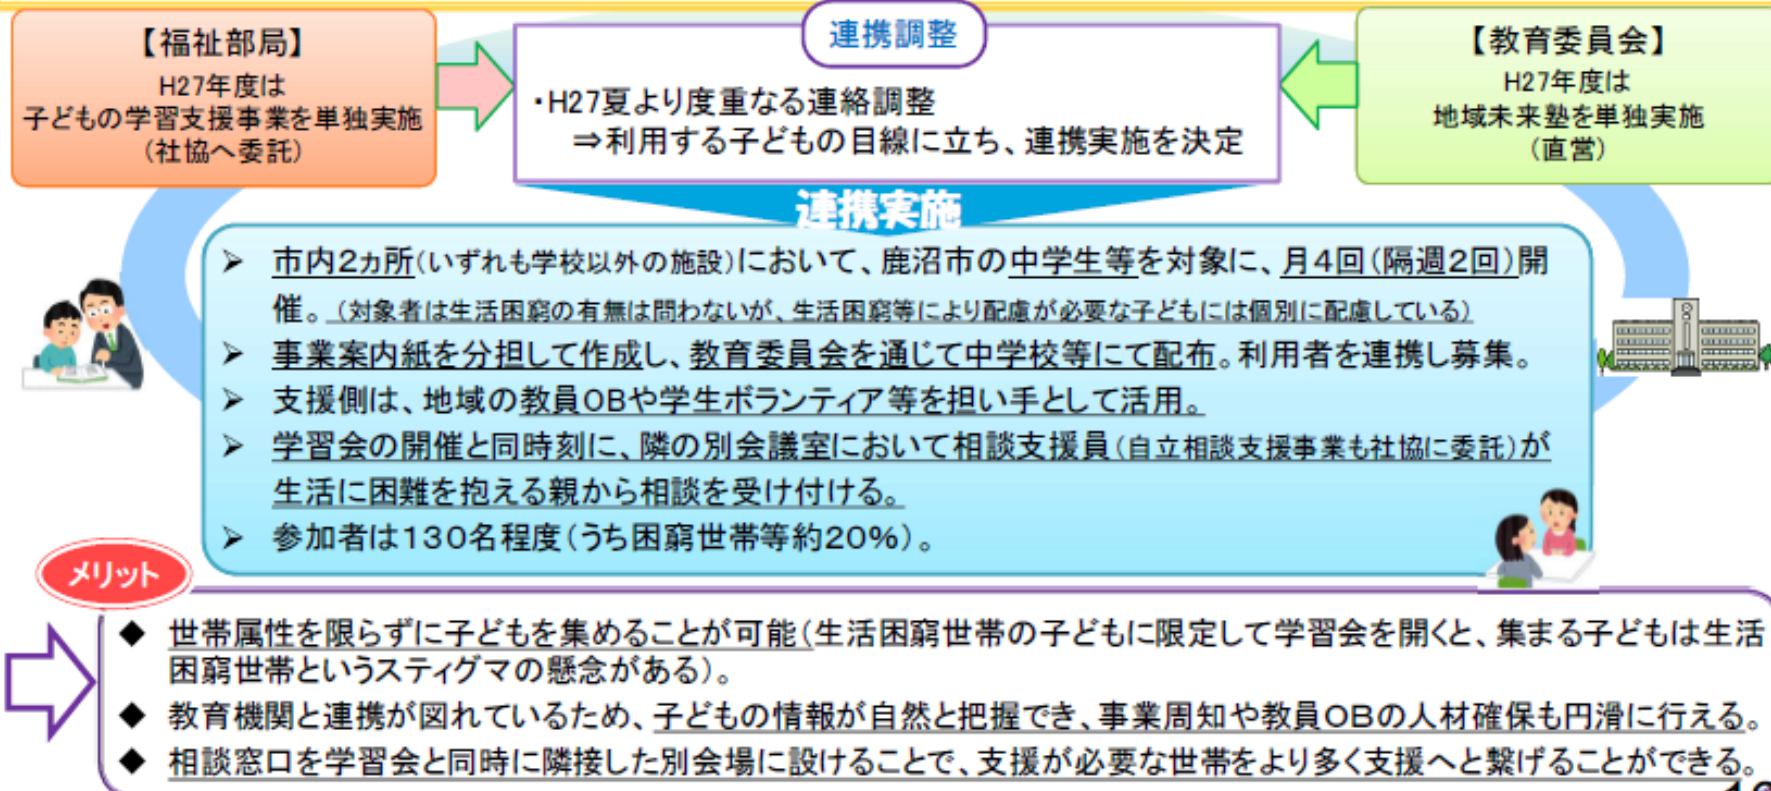 【福祉部局】
H27年度は
子どもの学習支援事業を単独実施
（社協へ委託）
連携調整
・H27夏より度重なる連絡調整
⇒利用する子どもの目線に立ち、連携実施を決定
【教育委員会】
H27年度は
地域未来塾を単独実施
（直営）
連携実施
➢ 市内2ヵ所(いずれも学校以外の施設)において、鹿沼市の中学生等を対象に、月4回(隔週2回)開
催。（対象者は生活困窮の有無は問わないが、生活困窮等により配慮が必要な子どもには個別に配慮している）
➢ 事業案内紙を分担して作成し、教育委員会を通じて中学校等にて配布。利用者を連携し募集。
➢ 支援側は、地域の教員OBや学生ボランティア等を担い手として活用。
➢ 学習会の開催と同時刻に、隣の別会議室において相談支援員(自立相談支援事業も社協に委託)が
生活に困難を抱える親から相談を受け付ける。
➢ 参加者は130名程度（うち困窮世帯等約20%）。
メリット
◆ 世帯属性を限らずに子どもを集めることが可能（生活困窮世帯の子どもに限定して学習会を開くと、集まる子どもは生活
困窮世帯というスティグマの懸念がある）。
◆ 教育機関と連携が図れているため、子どもの情報が自然と把握でき、事業周知や教員OBの人材確保も円滑に行える。
◆ 相談窓口を学習会と同時に隣接した別会場に設けることで、支援が必要な世帯をより多く支援へと繋げることができる。